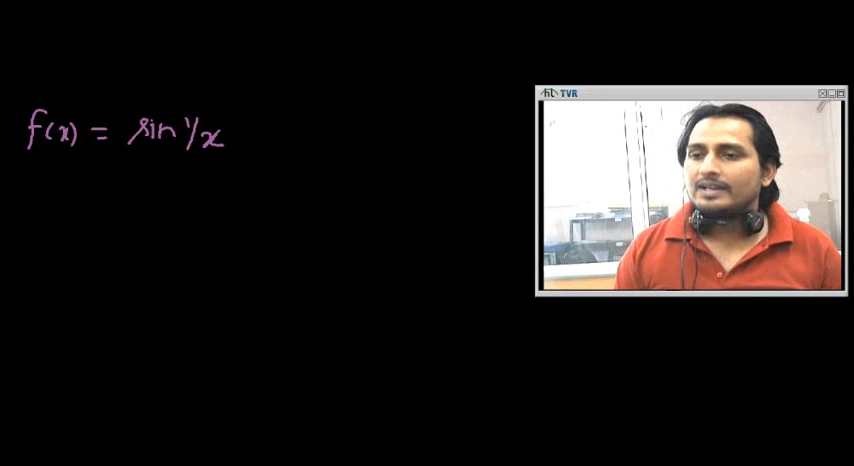 f(x) = sin 1/x
TVR